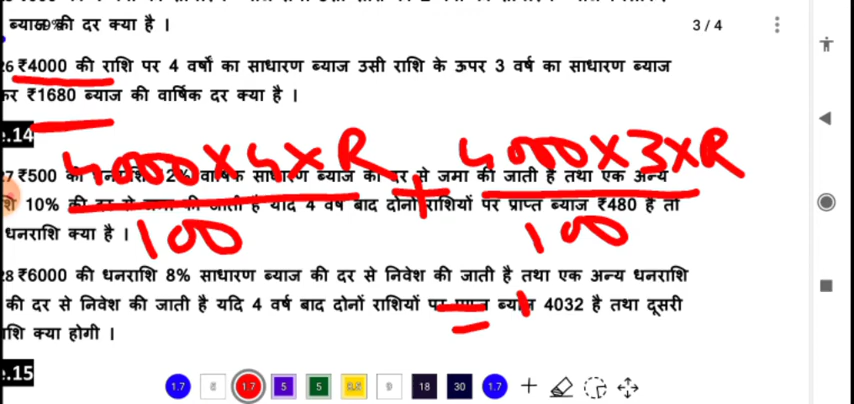 ब्याज की दर क्या है ।
3 / 4
26 ₹4000 की राशि पर 4 वर्षों का साधारण ब्याज उसी राशि के ऊपर 3 वर्ष का साधारण ब्याज
कर ₹1680 ब्याज की वार्षिक दर क्या है ।
.14
4000 × 4 × R + 4000 × 3 × R
27 ₹500 की धनराशि 12% वार्षिक साधारण ब्याज की दर से जमा की जाती है तथा एक अन्य
शि 10% की दर से जमा की जाती है यदि 4 वर्ष बाद दोनों राशियों पर प्राप्त ब्याज ₹480 है तो
100 100
धनराशि क्या है ।
28 ₹6000 की धनराशि 8% साधारण ब्याज की दर से निवेश की जाती है तथा एक अन्य धनराशि
की दर से निवेश की जाती है यदि 4 वर्ष बाद दोनों राशियों पर प्राप्त ब्याज 4032 है तथा दूसरी
= 1
राशि क्या होगी ।
.15
1.7 1.7 5 5 18 30 1.7